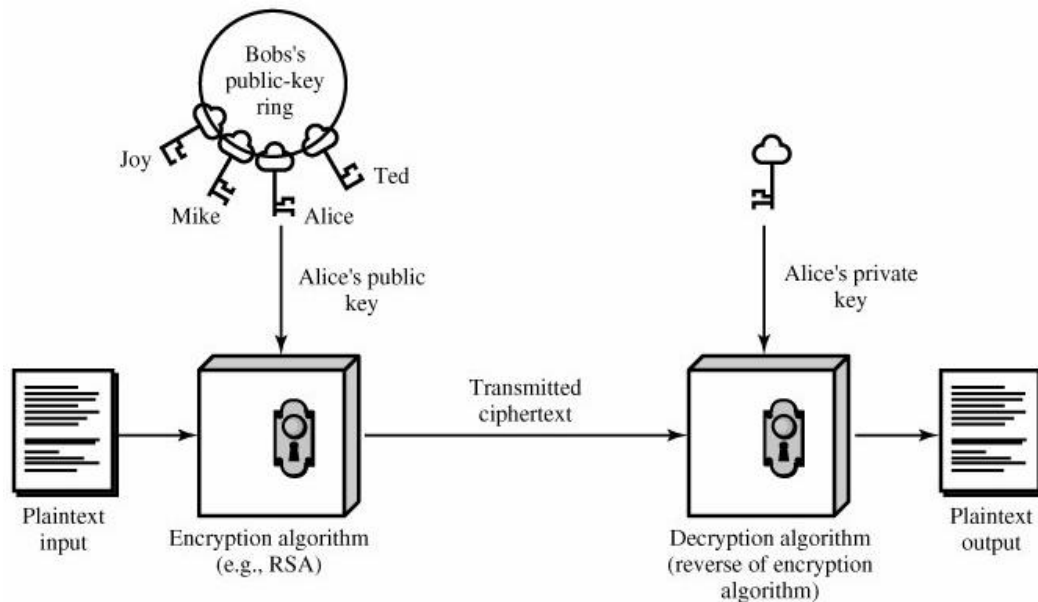 Bobs's
public-key
ring
Joy
Ted
Mike
Alice
Alice's public
key
Alice's private
key
Transmitted
ciphertext
Plaintext
input
Encryption algorithm
(e.g., RSA)
Decryption algorithm
(reverse of encryption
algorithm)
Plaintext
output